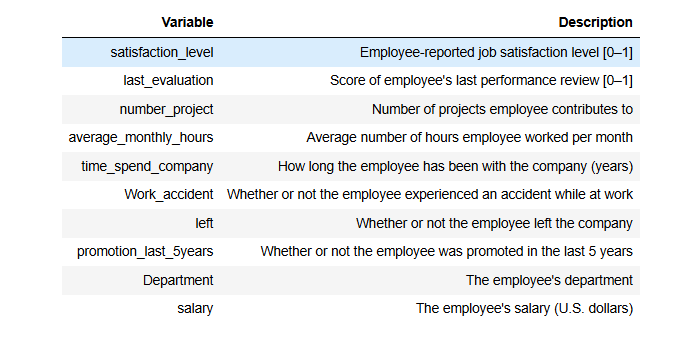 Variable Description
satisfaction_level Employee-reported job satisfaction level [0–1]
last_evaluation Score of employee's last performance review [0–1]
number_project Number of projects employee contributes to
average_monthly_hours Average number of hours employee worked per month
time_spend_company How long the employee has been with the company (years)
Work_accident Whether or not the employee experienced an accident while at work
left Whether or not the employee left the company
promotion_last_5years Whether or not the employee was promoted in the last 5 years
Department The employee's department
salary The employee's salary (U.S. dollars)